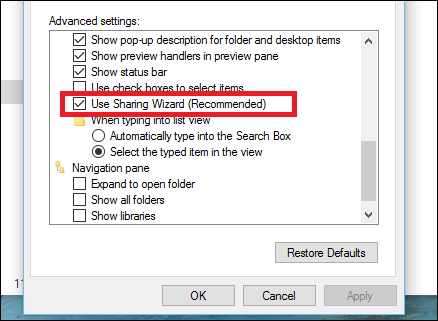 Advanced settings:
Show pop-up description for folder and desktop items
Show preview handlers in preview pane
Show status bar
Use check boxes to select items
Use Sharing Wizard (Recommended)
When typing into list view
Automatically type into the Search Box
Select the typed item in the view
Navigation pane
Expand to open folder
Show all folders
Show libraries
Restore Defaults
11
OK
Cancel
Apply